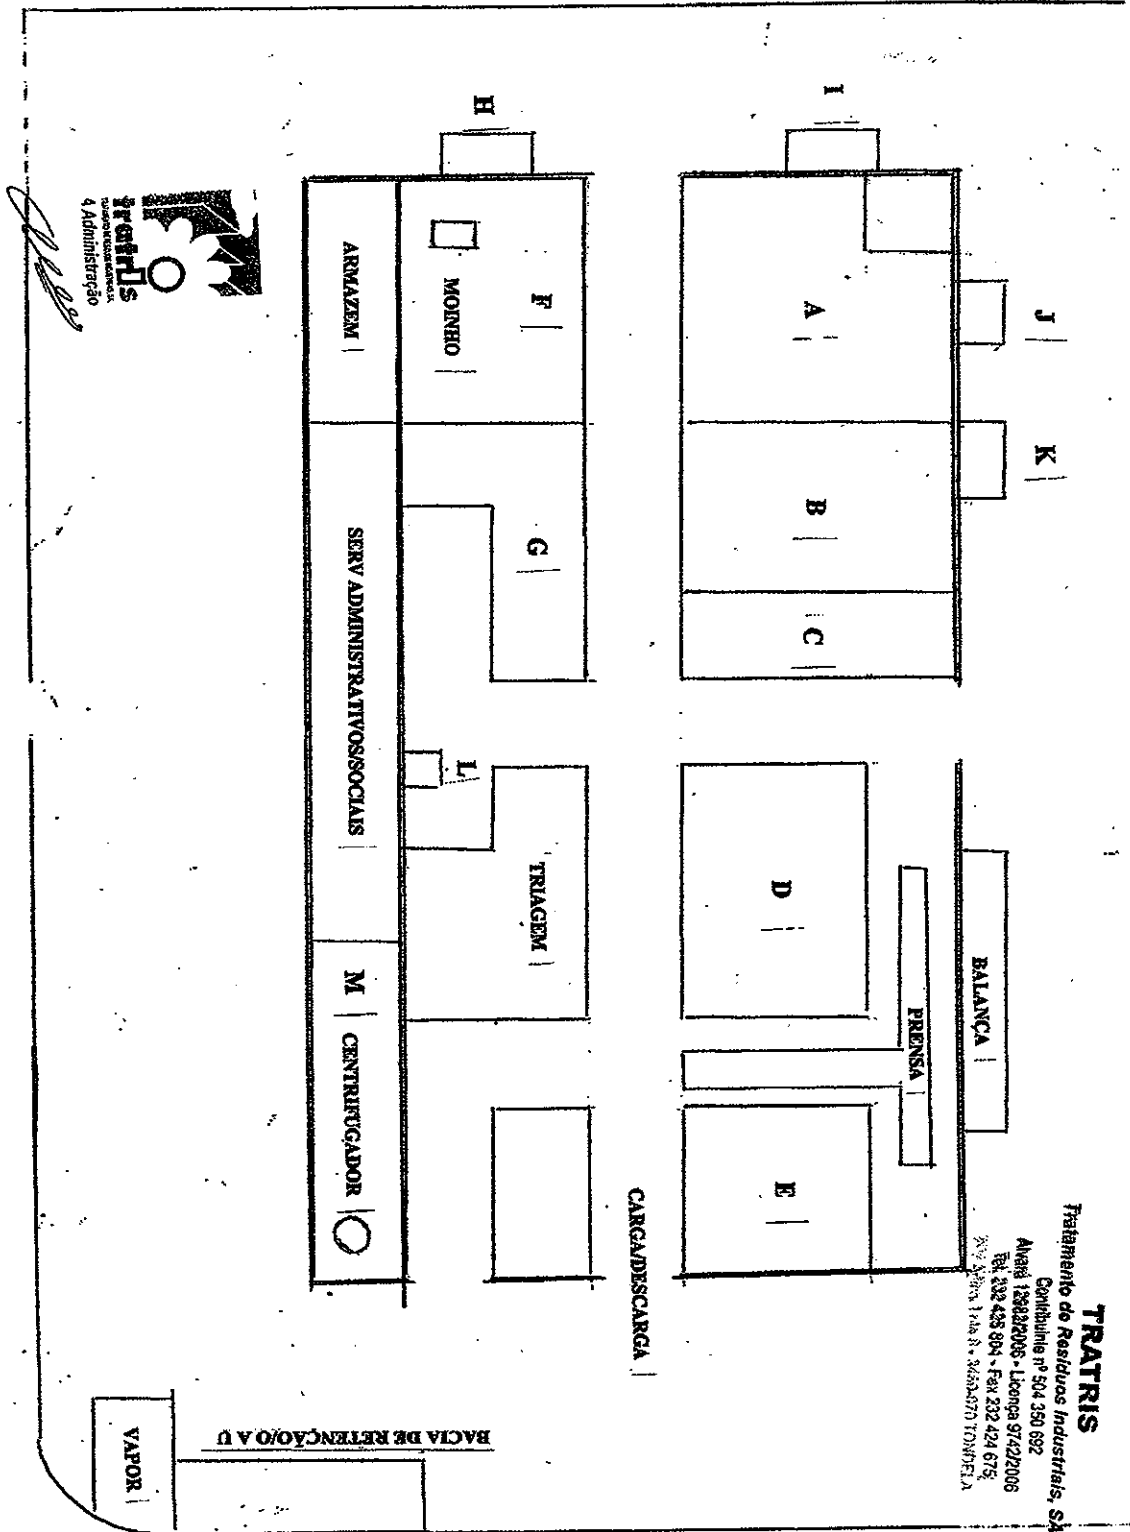 TRATRIS
Tratamento de Resíduos Industriais, SA
Contribuinte nº 504 350 692
Alvará 12982/2006 - Licença 9742/2006
Tel. 232 425 804 - Fax 232 424 675
TONDELA
I
J
K
A
B
C
D
E
BALANÇA
PRENSA
CARGA/DESCARGA
H
F
MOINHO
G
L
TRIAGEM
ARMAZEM
SERV ADMINISTRATIVOS/SOCIAIS
M
CENTRIFUGADOR
BACIA DE RETENÇÃO/O A U
VAPOR
tratris
A Administração